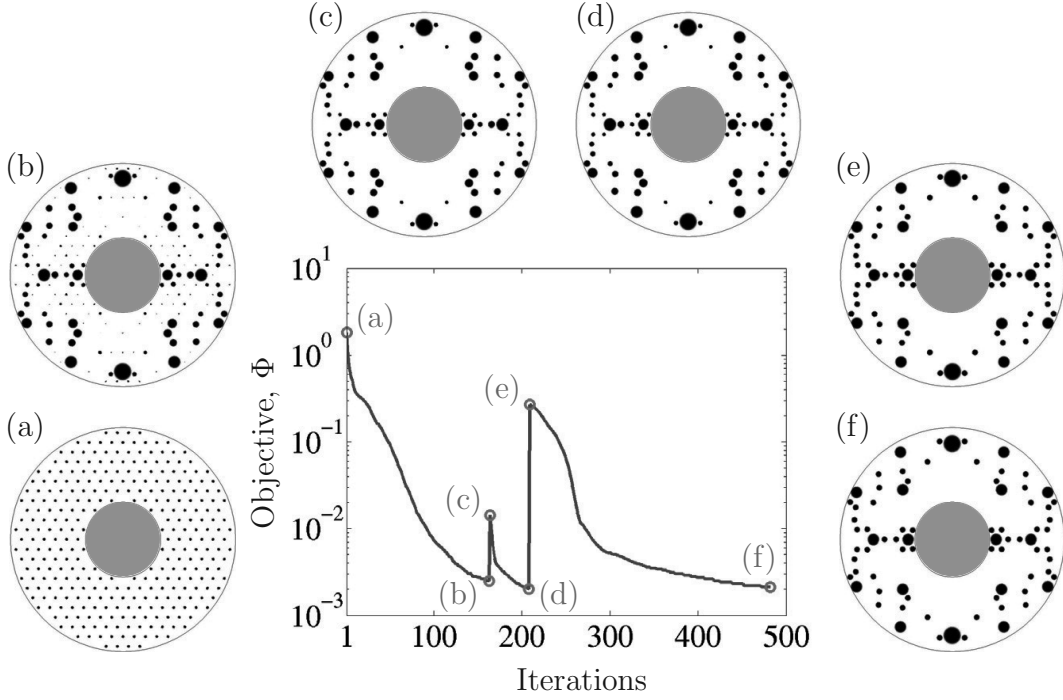 (c)
(d)
(b)
(e)
(a)
(f)
10^1
10^0
10^-1
10^-2
10^-3
Objective, Φ
(a)
(e)
(c)
(b)
(d)
(f)
1 100 200 300 400 500
Iterations